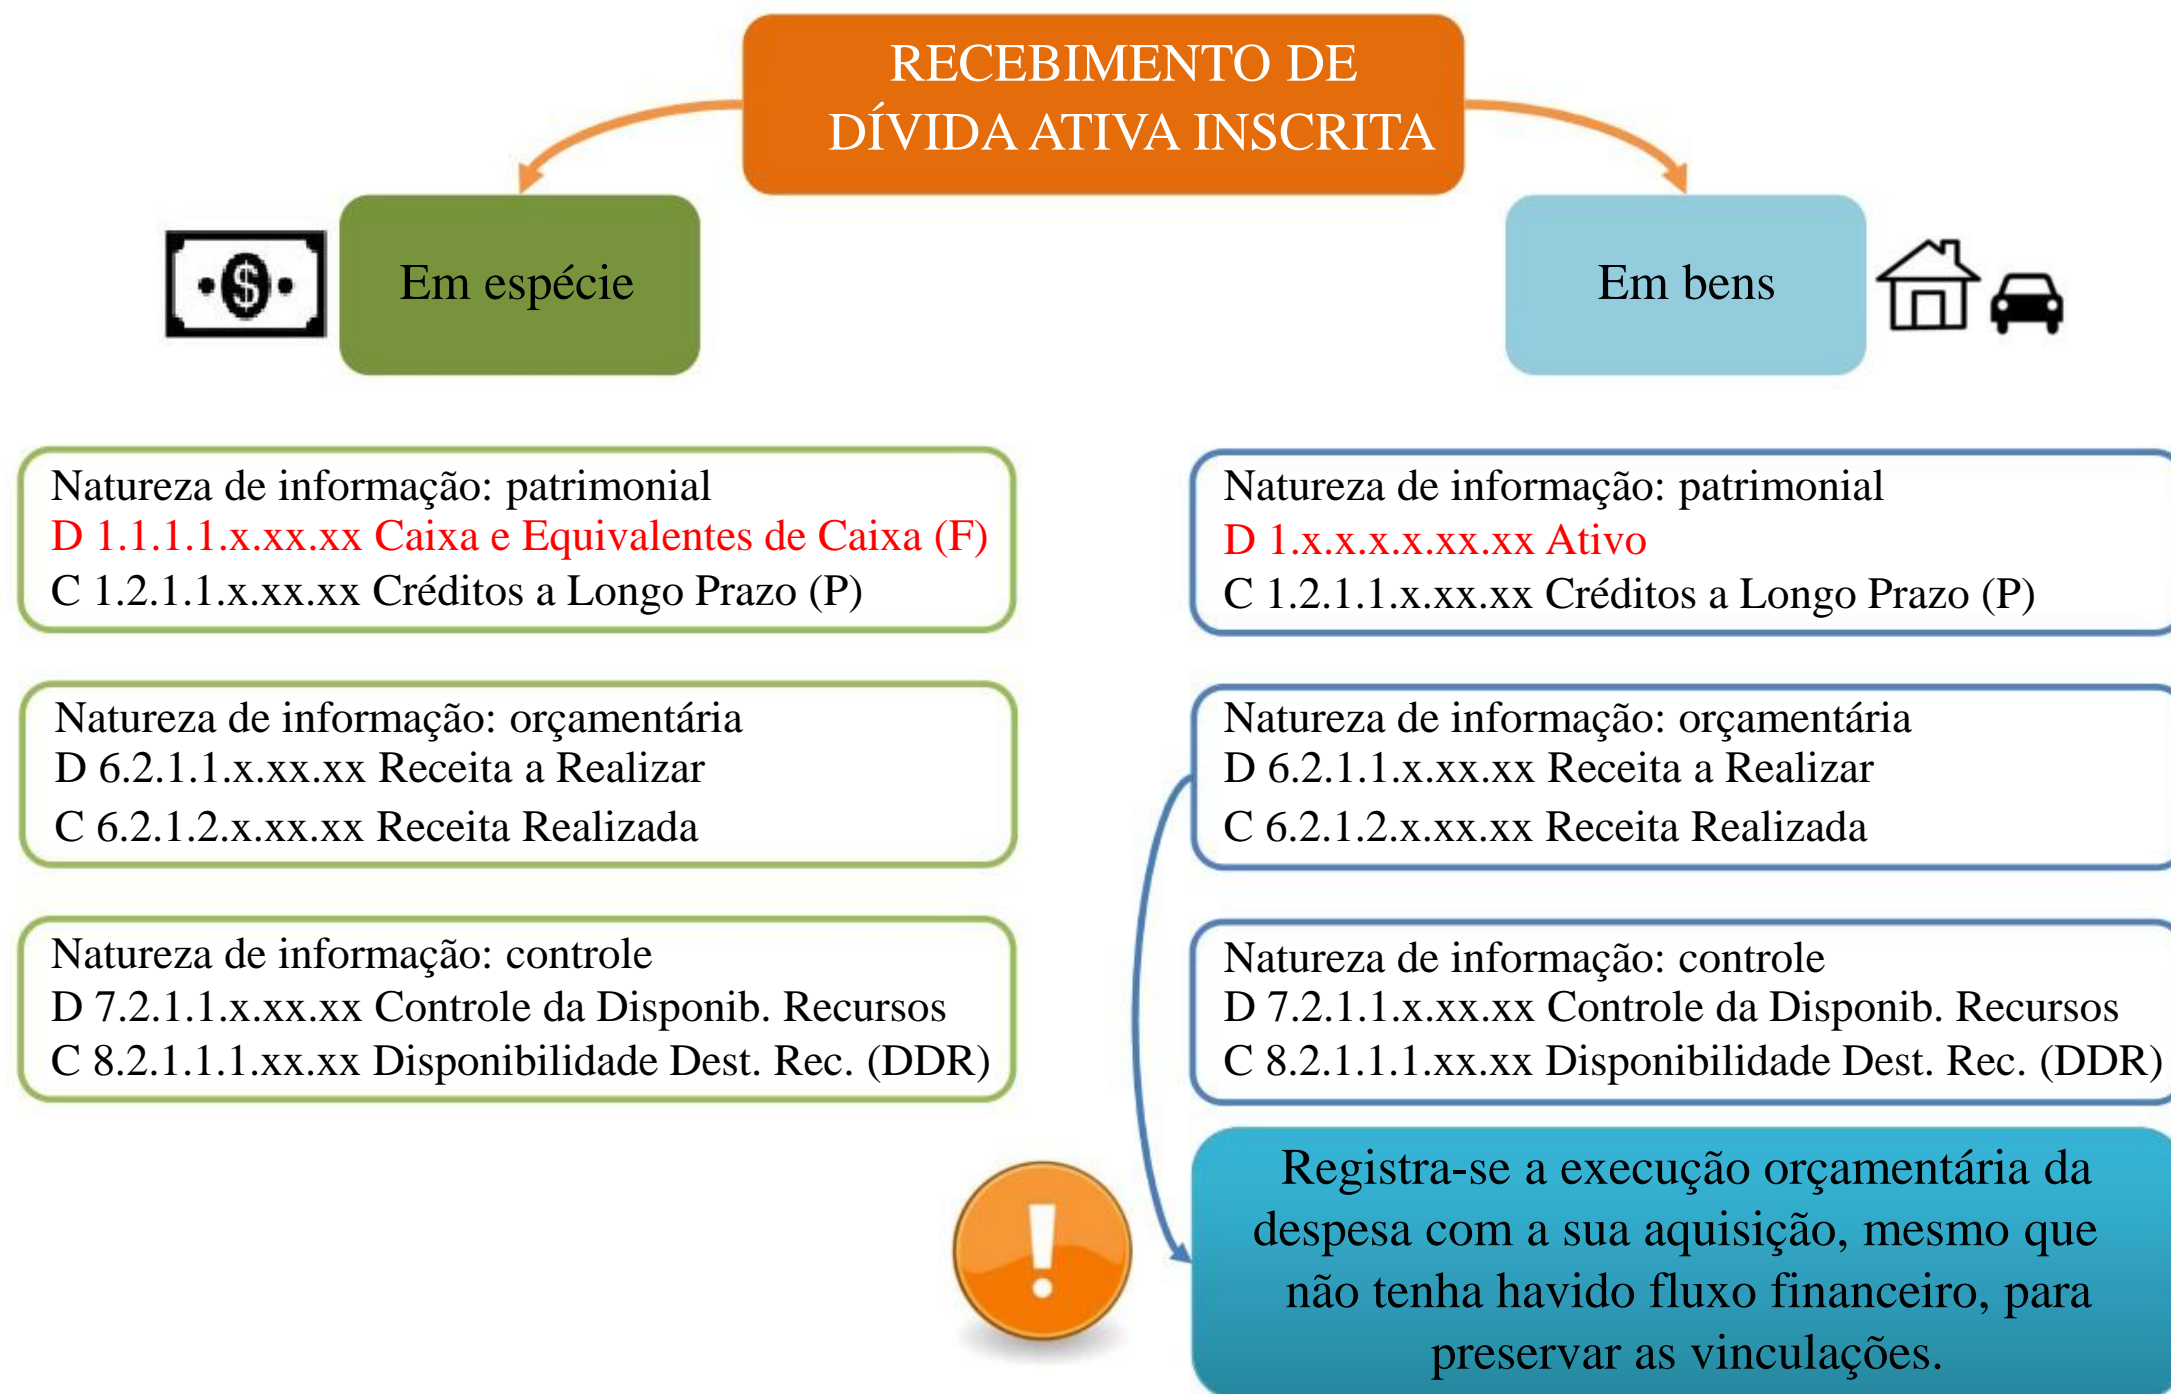 RECEBIMENTO DE
DÍVIDA ATIVA INSCRITA
Em espécie
Em bens
Natureza de informação: patrimonial
D 1.1.1.1.x.xx.xx Caixa e Equivalentes de Caixa (F)
C 1.2.1.1.x.xx.xx Créditos a Longo Prazo (P)
Natureza de informação: orçamentária
D 6.2.1.1.x.xx.xx Receita a Realizar
C 6.2.1.2.x.xx.xx Receita Realizada
Natureza de informação: controle
D 7.2.1.1.x.xx.xx Controle da Disponib. Recursos
C 8.2.1.1.1.xx.xx Disponibilidade Dest. Rec. (DDR)
Natureza de informação: patrimonial
D 1.x.x.x.x.xx.xx Ativo
C 1.2.1.1.x.xx.xx Créditos a Longo Prazo (P)
Natureza de informação: orçamentária
D 6.2.1.1.x.xx.xx Receita a Realizar
C 6.2.1.2.x.xx.xx Receita Realizada
Natureza de informação: controle
D 7.2.1.1.x.xx.xx Controle da Disponib. Recursos
C 8.2.1.1.1.xx.xx Disponibilidade Dest. Rec. (DDR)
Registra-se a execução orçamentária da
despesa com a sua aquisição, mesmo que
não tenha havido fluxo financeiro, para
preservar as vinculações.